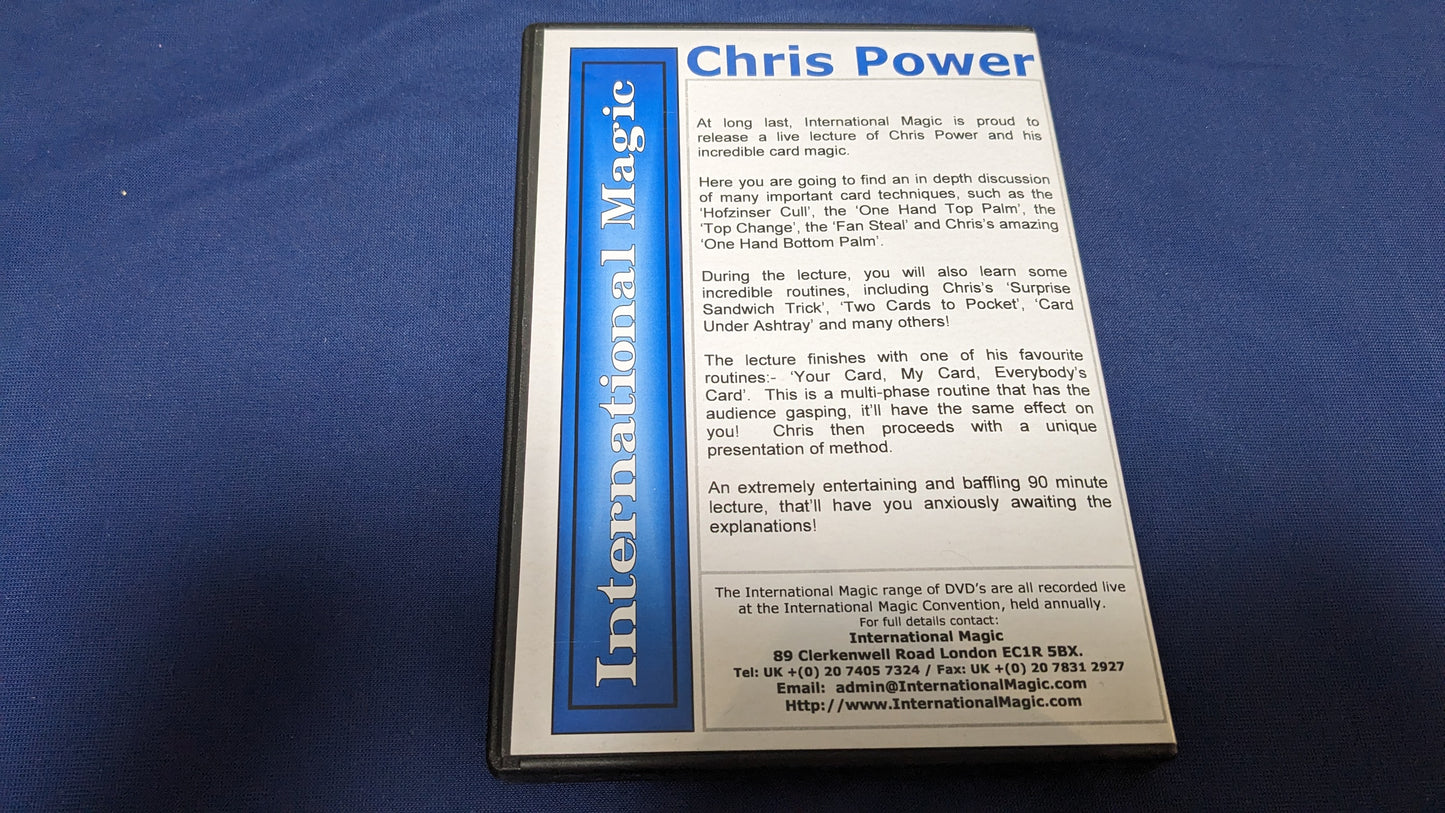 International Magic
Chris Power
At long last, International Magic is proud to
release a live lecture of Chris Power and his
incredible card magic.
Here you are going to find an in depth discussion
of many important card techniques, such as the
'Hofzinser Cull', the 'One Hand Top Palm', the
'Top Change', the 'Fan Steal' and Chris's amazing
'One Hand Bottom Palm'.
During the lecture, you will also learn some
incredible routines, including Chris's 'Surprise
Sandwich Trick', 'Two Cards to Pocket', 'Card
Under Ashtray' and many others!
The lecture finishes with one of his favourite
routines:- 'Your Card, My Card, Everybody's
Card'. This is a multi-phase routine that has the
audience gasping, it'll have the same effect on
you! Chris then proceeds with a unique
presentation of method.
An extremely entertaining and baffling 90 minute
lecture, that'll have you anxiously awaiting the
explanations!
The International Magic range of DVD's are all recorded live
at the International Magic Convention, held annually.
For full details contact:
International Magic
89 Clerkenwell Road London EC1R 5BX.
Tel: UK +(0) 20 7405 7324 / Fax: UK +(0) 20 7831 2927
Email: admin@InternationalMagic.com
Http://www.InternationalMagic.com